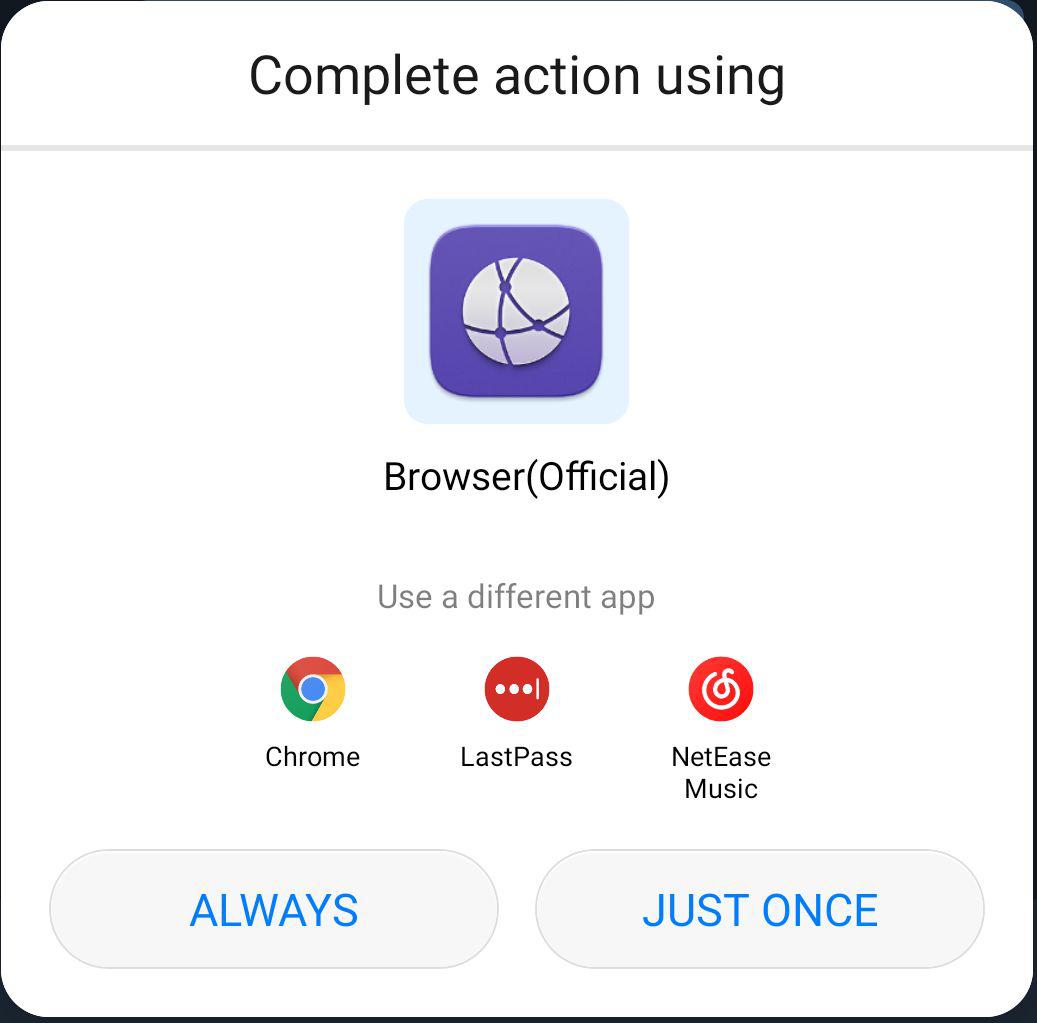 Complete action using
Browser(Official)
Use a different app
Chrome
LastPass
NetEase
Music
ALWAYS
JUST ONCE